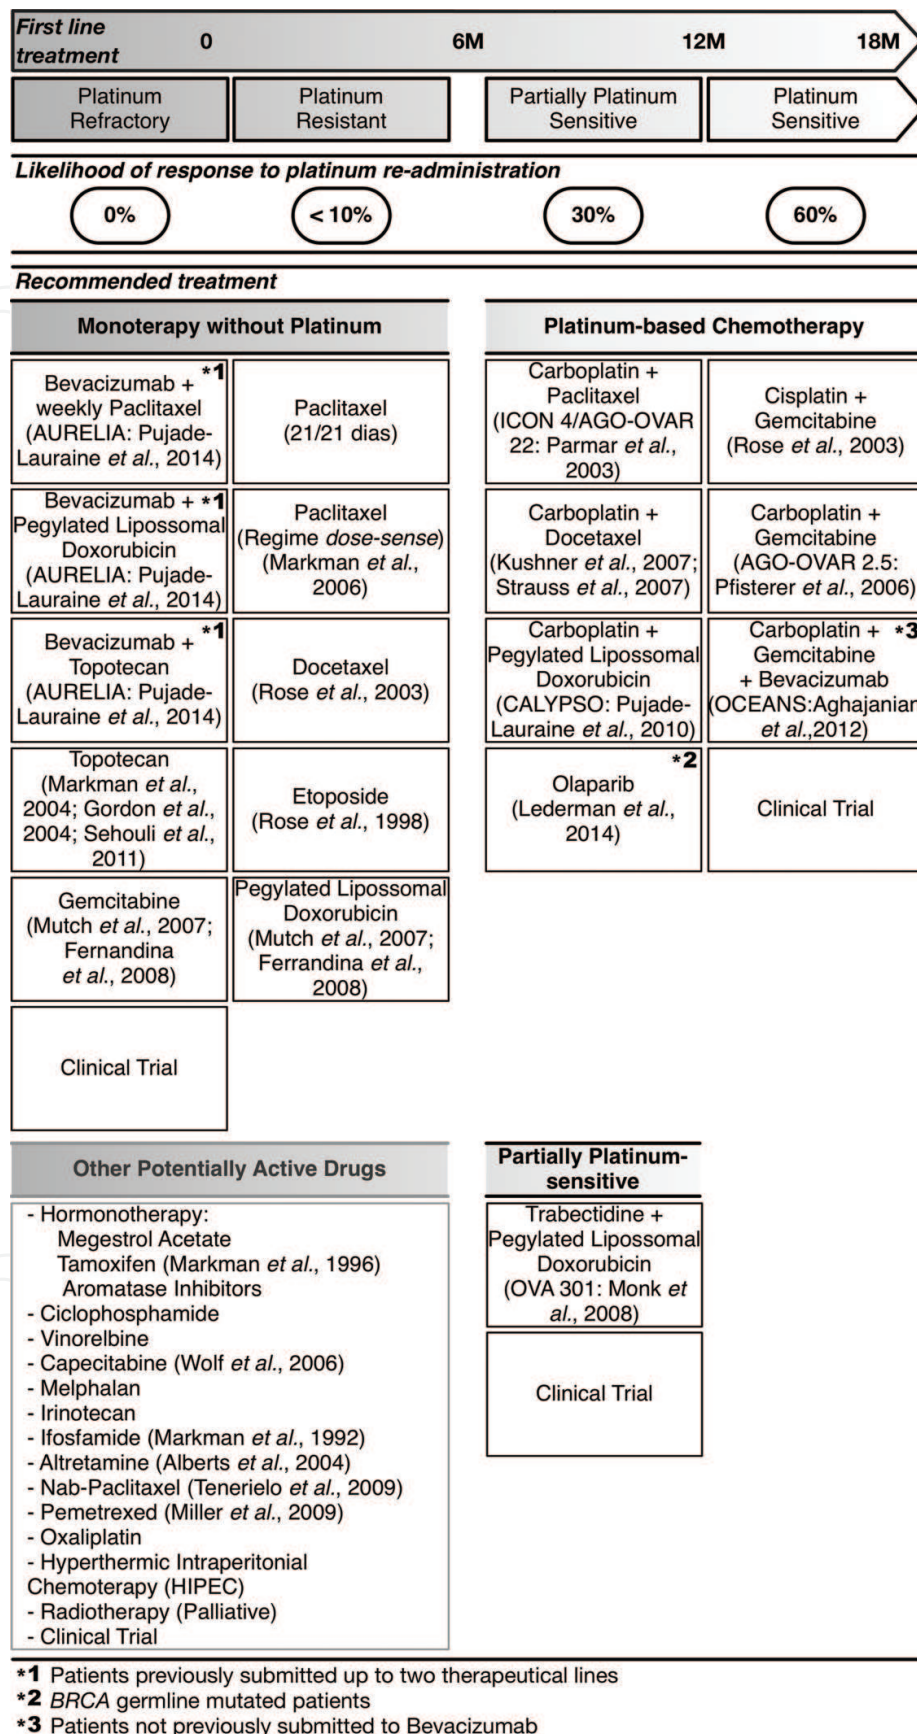 First line
treatment
0
6M
12M
18M
Platinum
Refractory
Platinum
Resistant
Partially Platinum
Sensitive
Platinum
Sensitive
Likelihood of response to platinum re-administration
0%
< 10%
30%
60%
Recommended treatment
Monoterapy without Platinum
Platinum-based Chemotherapy
Bevacizumab + *1
weekly Paclitaxel
(AURELIA: Pujade-
Lauraine et al., 2014)
Paclitaxel
(21/21 dias)
Carboplatin +
Paclitaxel
(ICON 4/AGO-OVAR
22: Parmar et al.,
2003)
Cisplatin +
Gemcitabine
(Rose et al., 2003)
Bevacizumab + *1
Pegylated Lipossomal
Doxorubicin
(AURELIA: Pujade-
Lauraine et al., 2014)
Paclitaxel
(Regime dose-sense)
(Markman et al.,
2006)
Carboplatin +
Docetaxel
(Kushner et al., 2007;
Strauss et al., 2007)
Carboplatin +
Gemcitabine
(AGO-OVAR 2.5:
Pfisterer et al., 2006)
Bevacizumab + *1
Topotecan
(AURELIA: Pujade-
Lauraine et al., 2014)
Docetaxel
(Rose et al., 2003)
Carboplatin +
Pegylated Lipossomal
Doxorubicin
(CALYPSO: Pujade-
Lauraine et al., 2010)
Carboplatin + *3
Gemcitabine
+ Bevacizumab
(OCEANS:Aghajanian
et al.,2012)
Topotecan
(Markman et al.,
2004; Gordon et al.,
2004; Sehouli et al.,
2011)
Etoposide
(Rose et al., 1998)
*2
Olaparib
(Lederman et al.,
2014)
Clinical Trial
Gemcitabine
(Mutch et al., 2007;
Fernandina
et al., 2008)
Pegylated Lipossomal
Doxorubicin
(Mutch et al., 2007;
Ferrandina et al.,
2008)
Clinical Trial
Other Potentially Active Drugs
- Hormonotherapy:
Megestrol Acetate
Tamoxifen (Markman et al., 1996)
Aromatase Inhibitors
- Ciclophosphamide
- Vinorelbine
- Capecitabine (Wolf et al., 2006)
- Melphalan
- Irinotecan
- Ifosfamide (Markman et al., 1992)
- Altretamine (Alberts et al., 2004)
- Nab-Paclitaxel (Tenerielo et al., 2009)
- Pemetrexed (Miller et al., 2009)
- Oxaliplatin
- Hyperthermic Intraperitonial
Chemoterapy (HIPEC)
- Radiotherapy (Palliative)
- Clinical Trial
Partially Platinum-
sensitive
Trabectidine +
Pegylated Lipossomal
Doxorubicin
(OVA 301: Monk et
al., 2008)
Clinical Trial
*1 Patients previously submitted up to two therapeutical lines
*2 BRCA germline mutated patients
*3 Patients not previously submitted to Bevacizumab